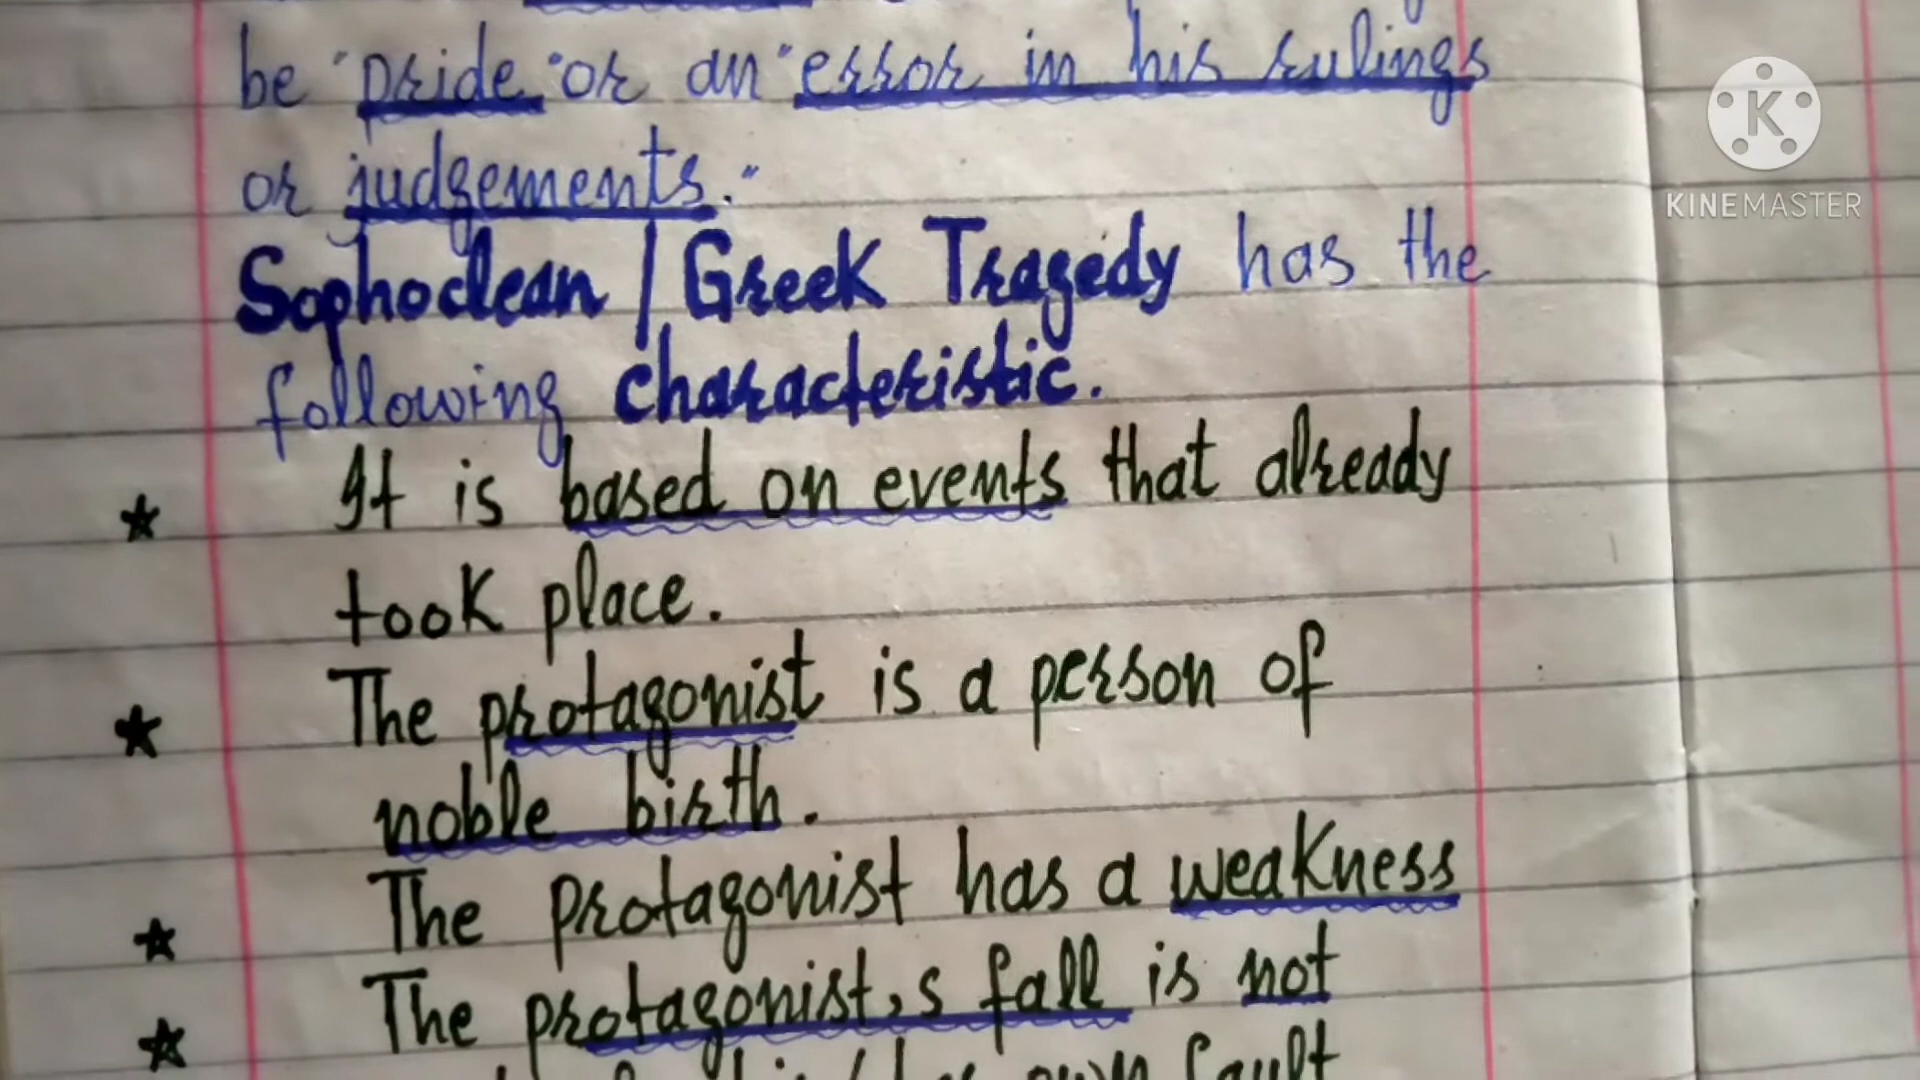 be "pride" or an "error in his rulings
or judgements."
Sophoclean / Greek Tragedy has the
following characteristic.
★ It is based on events that already
took place.
★ The protagonist is a person of
noble birth.
★ The protagonist has a weakness
★ The protagonist,s fall is not
own fault
K
KINEMASTER